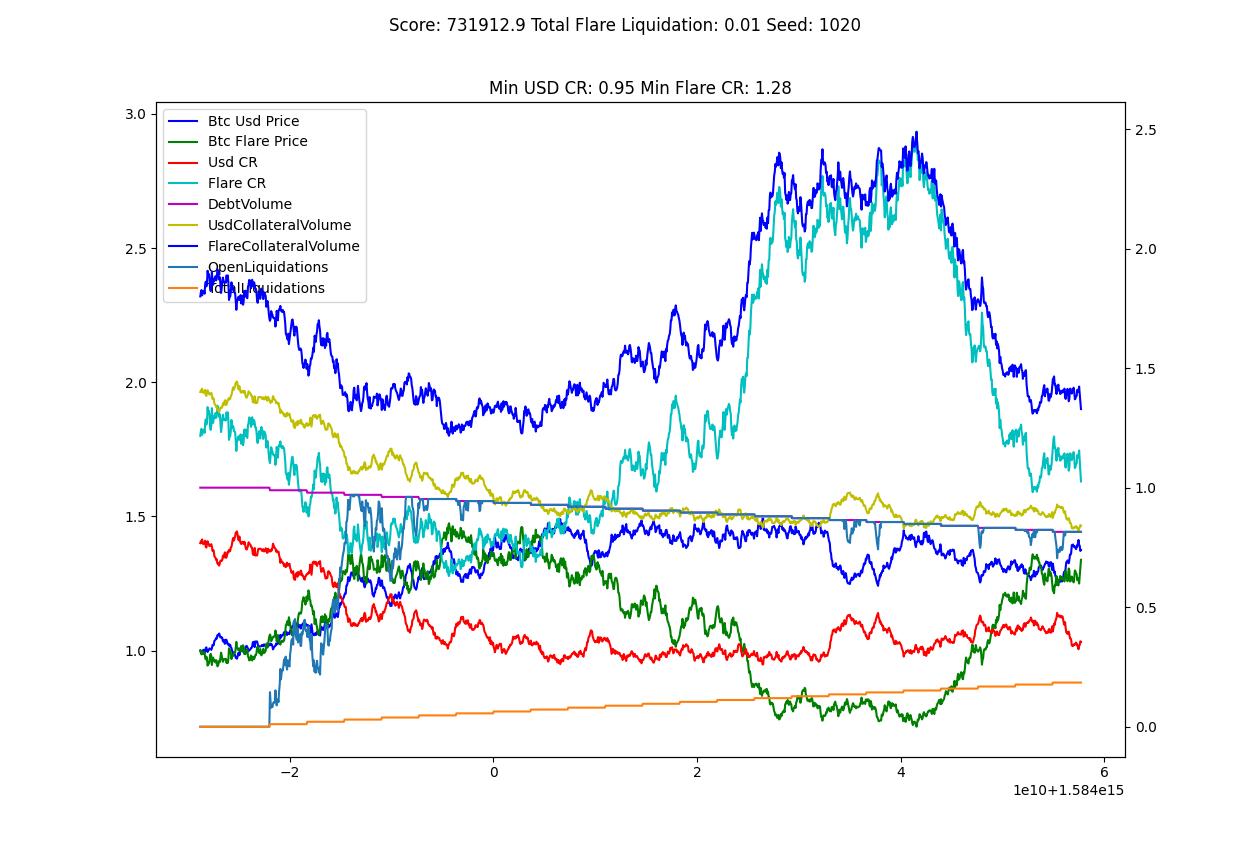 Score: 731912.9 Total Flare Liquidation: 0.01 Seed: 1020
Min USD CR: 0.95 Min Flare CR: 1.28
Btc Usd Price
Btc Flare Price
Usd CR
Flare CR
DebtVolume
UsdCollateralVolume
FlareCollateralVolume
OpenLiquidations
TotalLiquidations
3.0
2.5
2.0
1.5
1.0
2.5
2.0
1.5
1.0
0.5
0.0
−2
0
2
4
6
1e10+1.584e15